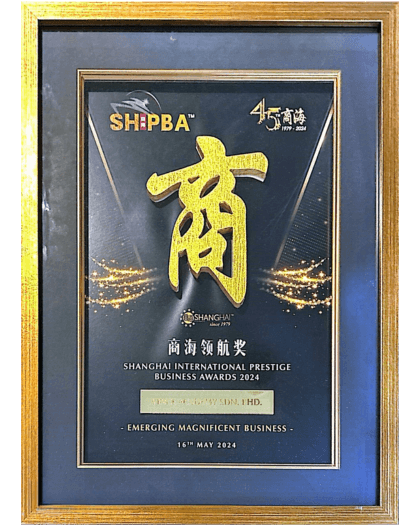 SHIPBA™
45 商海
1979 - 2024
商
SHANGHAI™
since 1979
商海领航奖
SHANGHAI INTERNATIONAL PRESTIGE
BUSINESS AWARDS 2024
- EMERGING MAGNIFICENT BUSINESS -
16TH MAY 2024